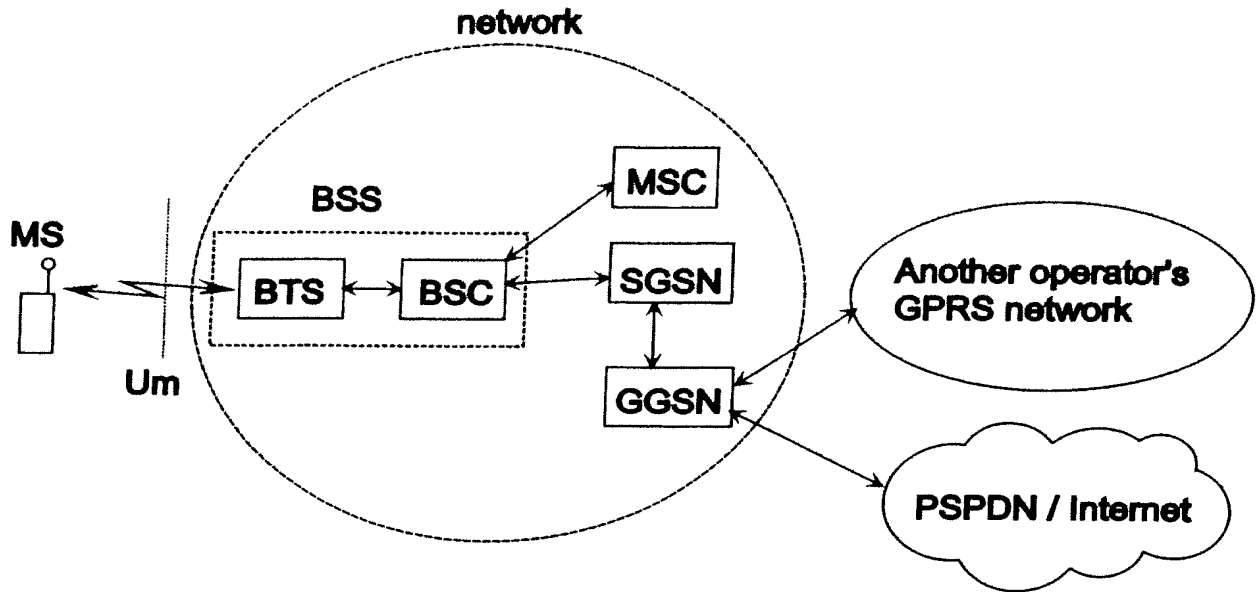 network
MSC
BSS
MS
BTS
BSC
SGSN
Another operator's
GPRS network
Um
GGSN
PSPDN / Internet